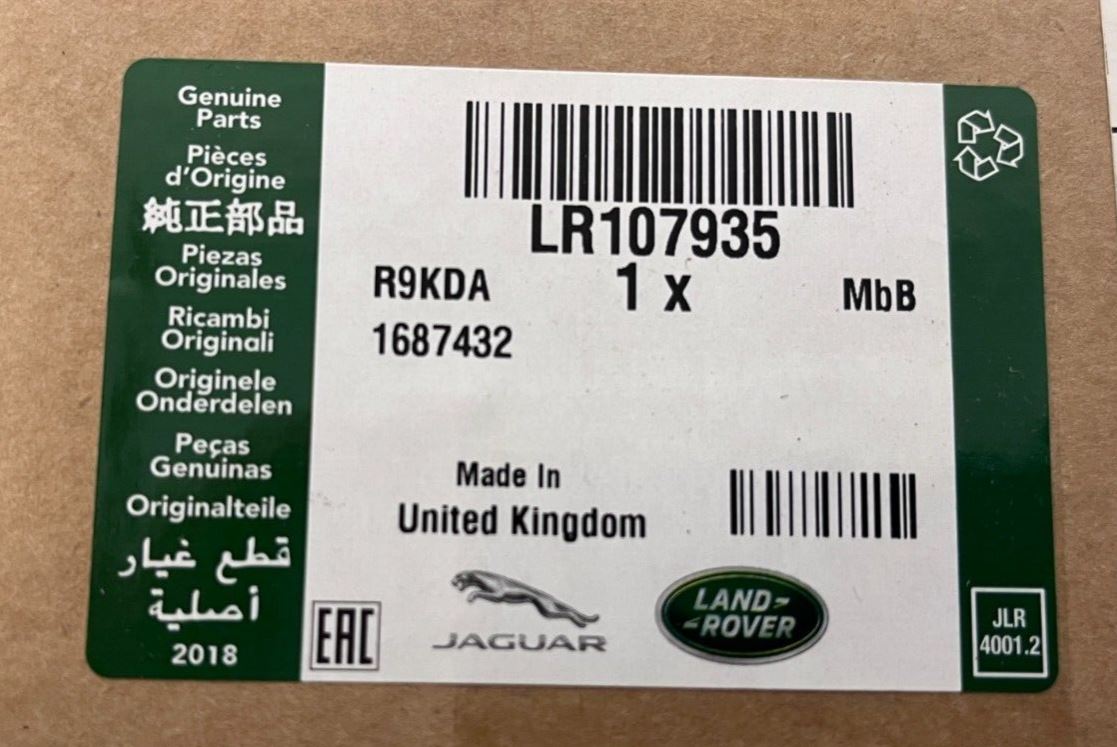 Genuine
Parts
Pièces
d'Origine
純正部品
Piezas
Originales
Ricambi
Originali
Originele
Onderdelen
Peças
Genuinas
Originalteile
قطع غيار
أصلية
2018
LR107935
R9KDA
1 x
MbB
1687432
Made In
United Kingdom
EAC
JAGUAR
LAND
ROVER
JLR
4001.2